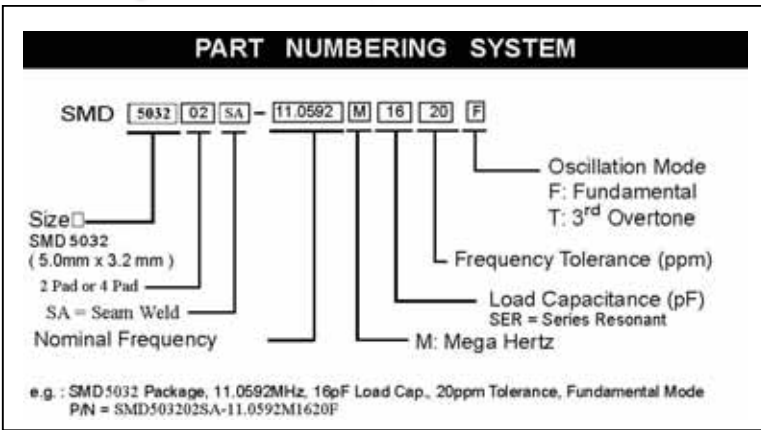 PART NUMBERING SYSTEM
SMD 5032 02 SA - 11.0592 M 16 20 F
Oscillation Mode
F: Fundamental
T: 3rd Overtone
Size□
SMD 5032
( 5.0mm x 3.2 mm )
Frequency Tolerance (ppm)
2 Pad or 4 Pad
Load Capacitance (pF)
SA = Seam Weld
SER = Series Resonant
Nominal Frequency
M: Mega Hertz
e.g. : SMD5032 Package, 11.0592MHz, 16pF Load Cap., 20ppm Tolerance, Fundamental Mode
P/N = SMD503202SA-11.0592M1620F